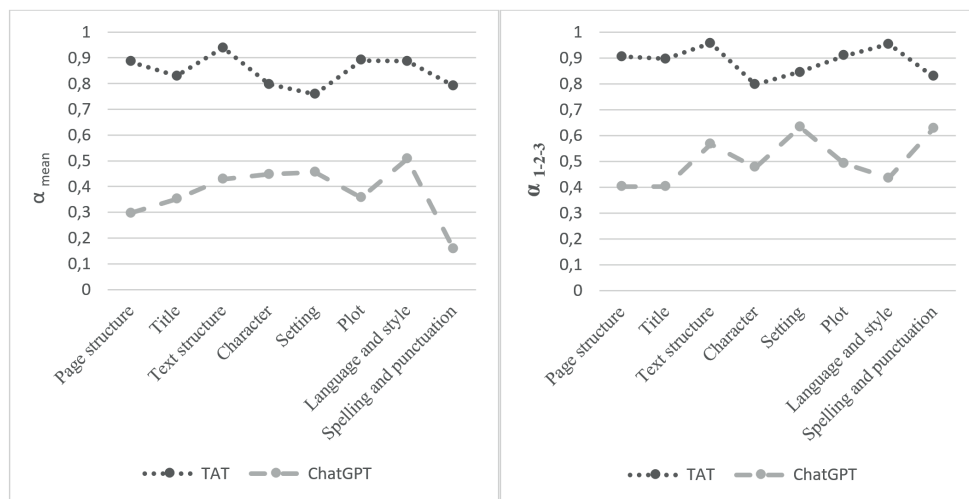 1
0,9
0,8
0,7
0,6
0,5
0,4
0,3
0,2
0,1
0
α mean
Page structure
Title
Text structure
Character
Setting
Plot
Language and style
Spelling and punctuation
TAT
ChatGPT
1
0,9
0,8
0,7
0,6
0,5
0,4
0,3
0,2
0,1
0
α 1-2-3
Page structure
Title
Text structure
Character
Setting
Plot
Language and style
Spelling and punctuation
TAT
ChatGPT